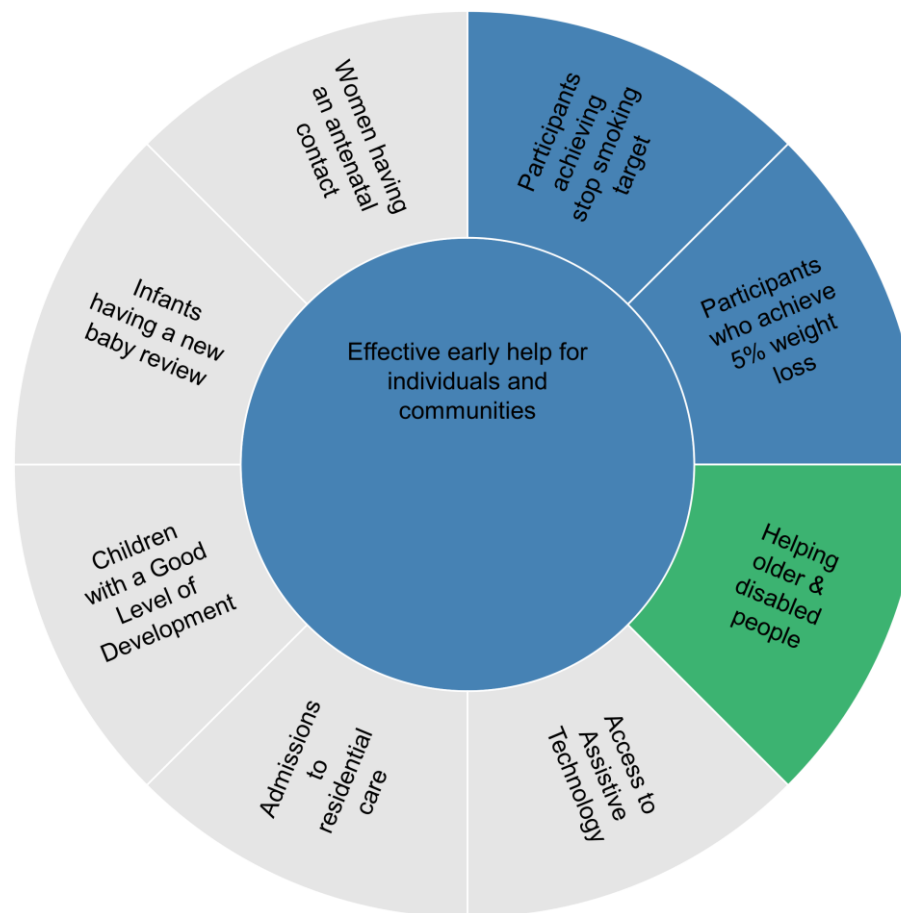 Women having
an antenatal
contact
Participants
achieving
stop smoking
target
Participants
who achieve
5% weight
loss
Helping
older &
disabled
people
Access to
Assistive
Technology
Admissions
to
residential
care
Children
with a Good
Level of
Development
Infants
having a new
baby review
Effective early help for
individuals and
communities